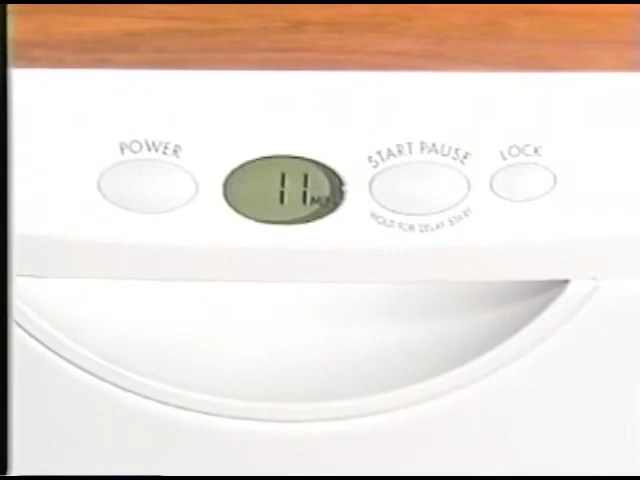 POWER
11
START PAUSE
HOLD FOR DELAY START
LOCK